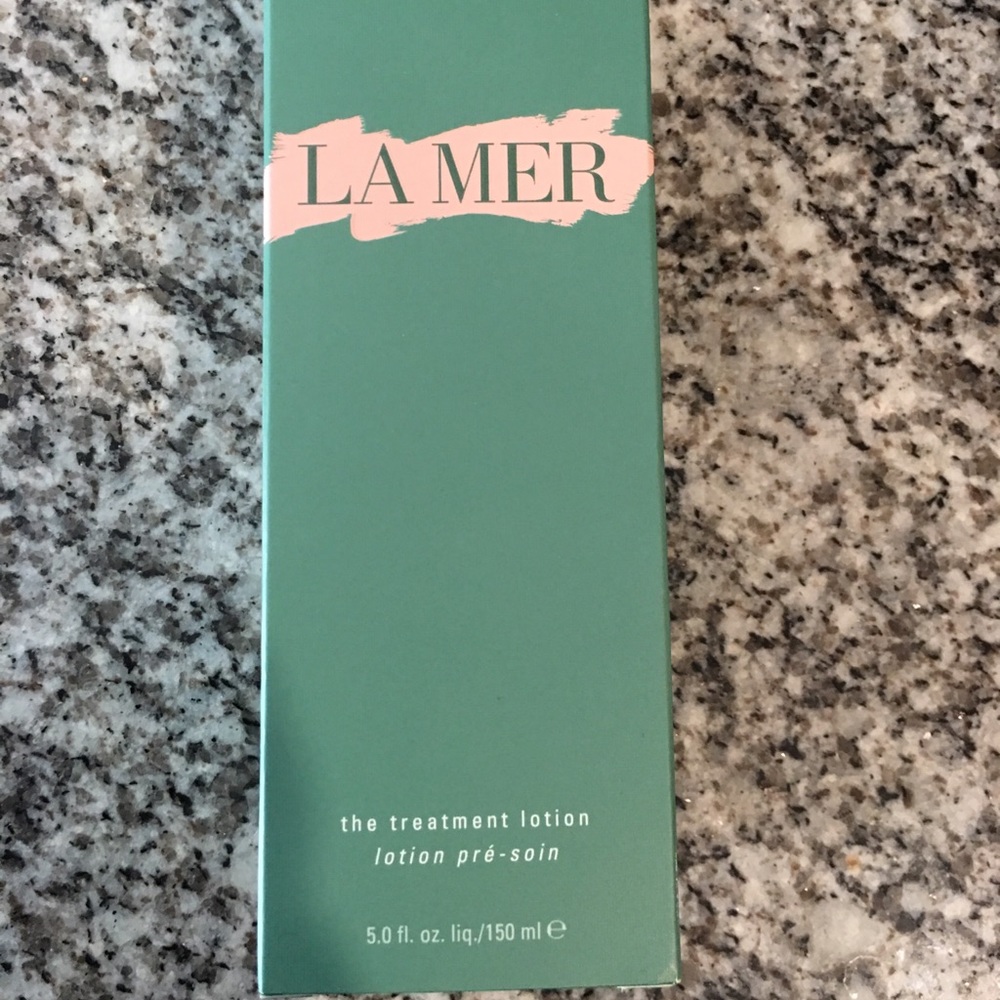 LA MER
the treatment lotion
lotion pré-soin
5.0 fl. oz. liq./150 ml ℮